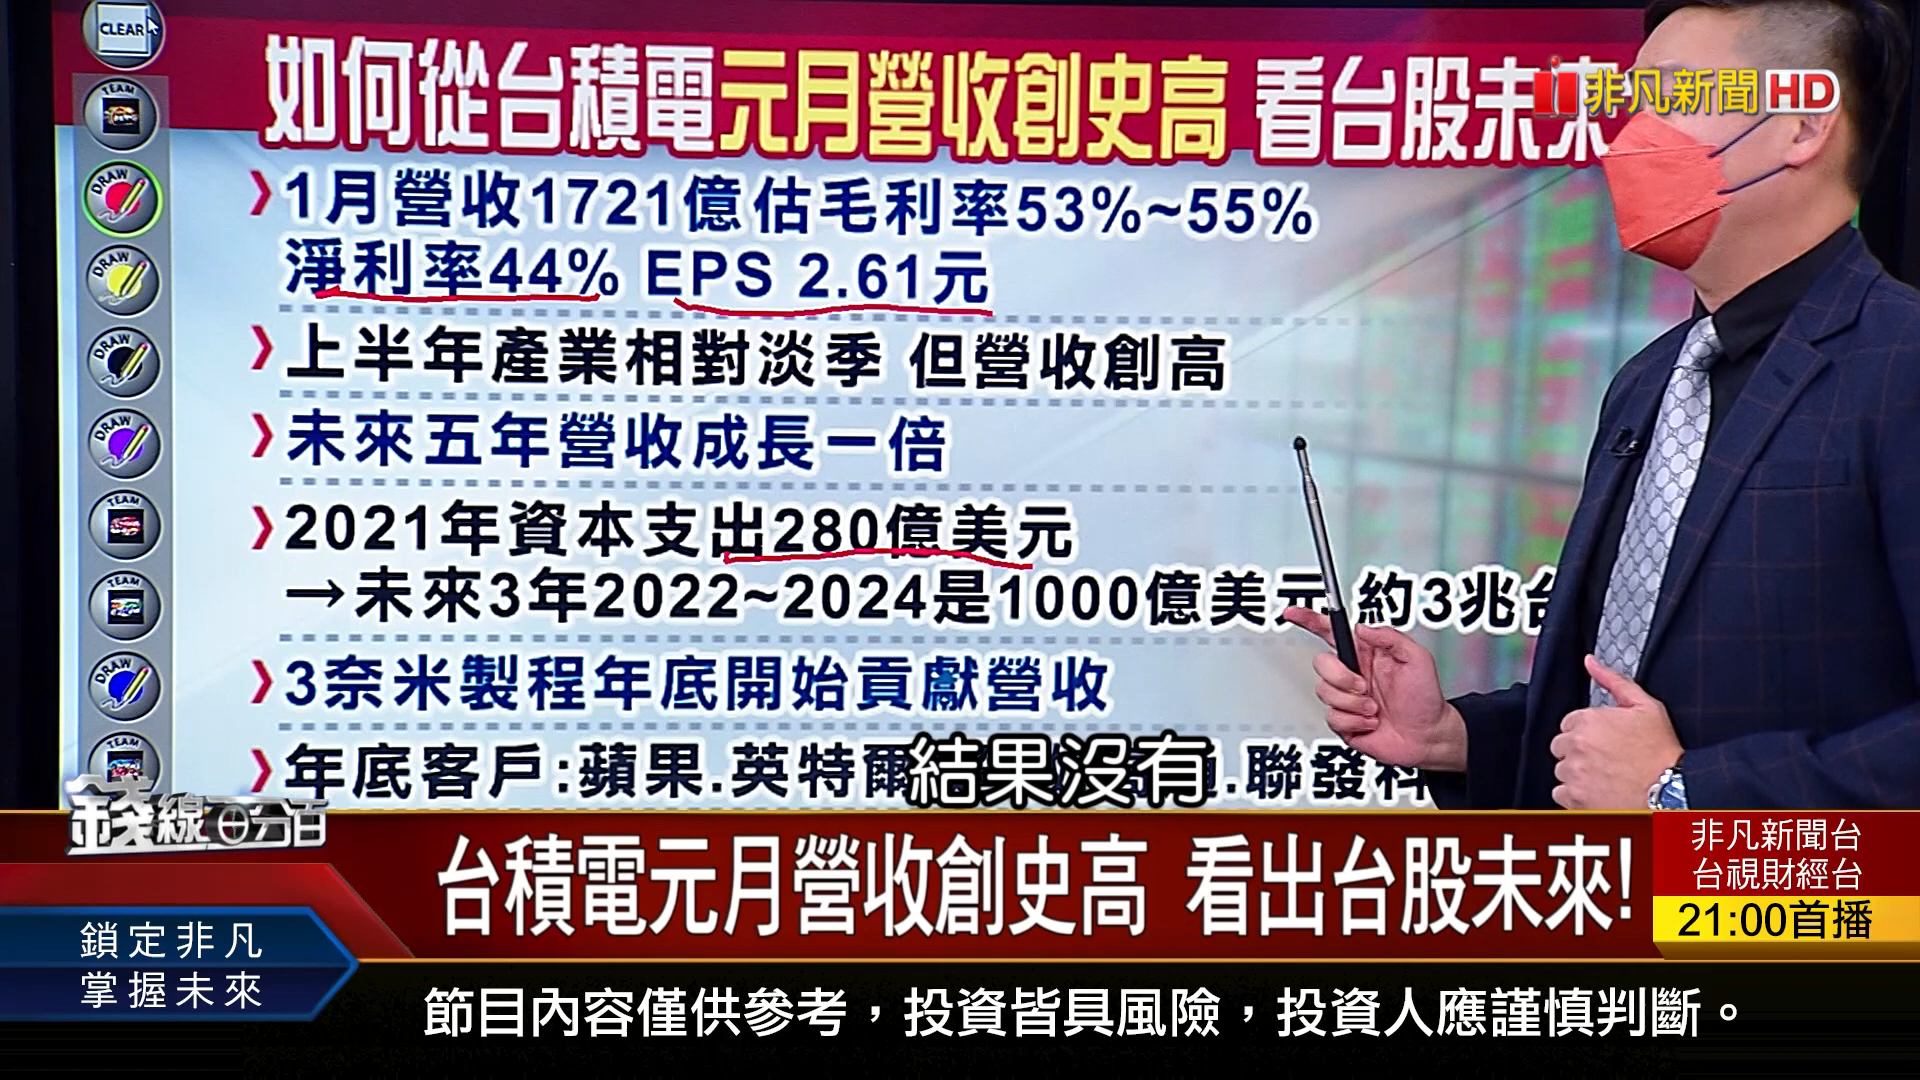 CLEAR
TEAM
DRAW
DRAW
DRAW
DRAW
TEAM
TEAM
DRAW
TEAM
如何從台積電元月營收創史高 看台股未來
非凡新聞HD
》1月營收1721億估毛利率53%~55%
淨利率44% EPS 2.61元
》上半年產業相對淡季 但營收創高
》未來五年營收成長一倍
》2021年資本支出280億美元
→未來3年2022~2024是1000億美元 約3兆台
》3奈米製程年底開始貢獻營收
》年底客戶:蘋果.英特爾
.聯發科
結果沒有
錢線百分百
台積電元月營收創史高 看出台股未來!
非凡新聞台
台視財經台
21:00首播
鎖定非凡
掌握未來
節目內容僅供參考，投資皆具風險，投資人應謹慎判斷。